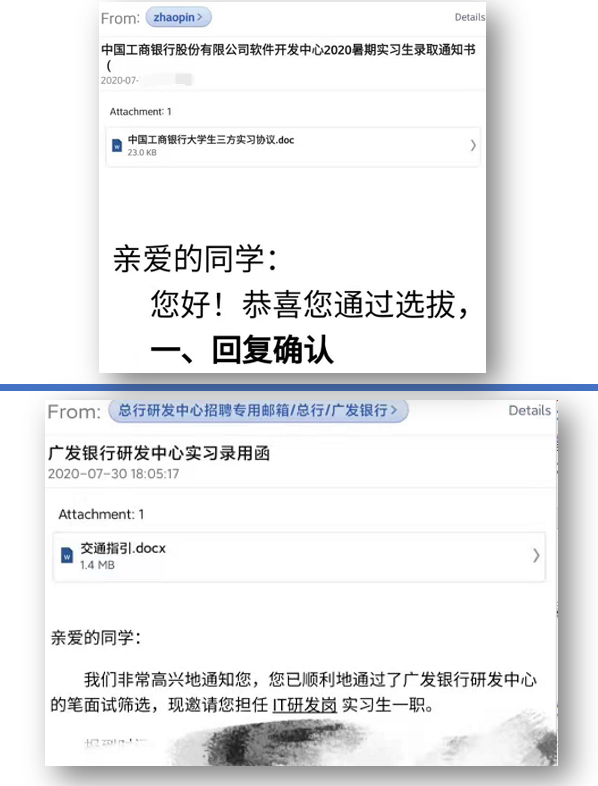 From: zhaopin >
Details
中国工商银行股份有限公司软件开发中心2020暑期实习生录取通知书
(
2020-07-
Attachment: 1
中国工商银行大学生三方实习协议.doc
23.0 KB
亲爱的同学：
您好！恭喜您通过选拔，
一、回复确认
From: 总行研发中心招聘专用邮箱/总行/广发银行 >
Details
广发银行研发中心实习录用函
2020-07-30 18:05:17
Attachment: 1
交通指引.docx
1.4 MB
亲爱的同学：
我们非常高兴地通知您，您已顺利地通过了广发银行研发中心
的笔面试筛选，现邀请您担任 IT研发岗 实习生一职。